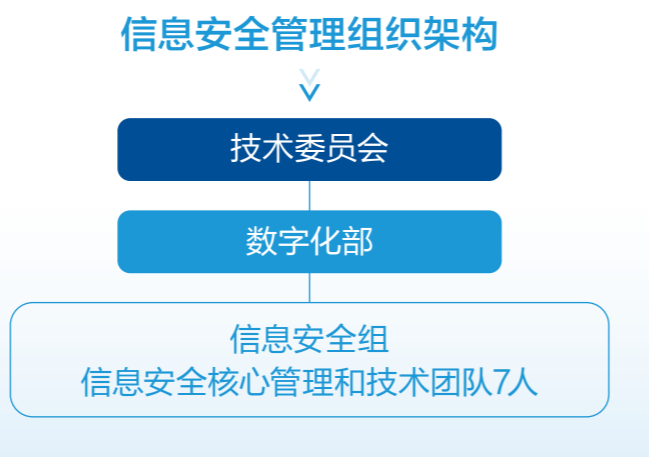 信息安全管理组织架构
技术委员会
数字化部
信息安全组
信息安全核心管理和技术团队7人